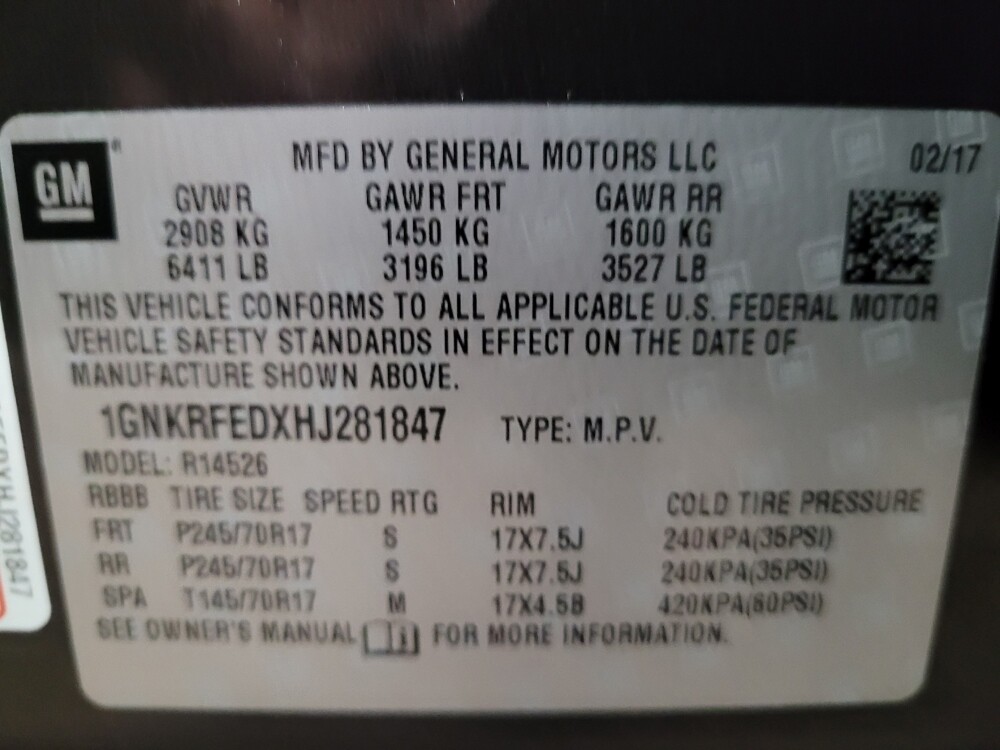 GM
MFD BY GENERAL MOTORS LLC 02/17
GVWR GAWR FRT GAWR RR
2908 KG 1450 KG 1600 KG
6411 LB 3196 LB 3527 LB
THIS VEHICLE CONFORMS TO ALL APPLICABLE U.S. FEDERAL MOTOR
VEHICLE SAFETY STANDARDS IN EFFECT ON THE DATE OF
MANUFACTURE SHOWN ABOVE.
1GNKRFEDXHJ281847 TYPE: M.P.V.
MODEL: R14526
RBBB TIRE SIZE SPEED RTG RIM COLD TIRE PRESSURE
FRT P245/70R17 S 17X7.5J 240KPA(35PSI)
RR P245/70R17 S 17X7.5J 240KPA(35PSI)
SPA T145/70R17 M 17X4.5B 420KPA(60PSI)
SEE OWNER'S MANUAL FOR MORE INFORMATION.